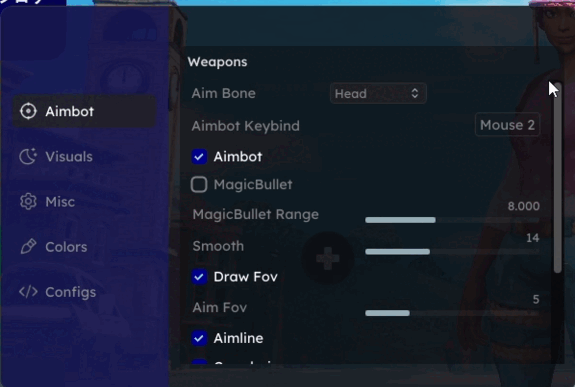 Weapons
Aim Bone
Head
Aimbot Keybind
Mouse 2
Aimbot
Aimbot
MagicBullet
Visuals
MagicBullet Range
8.000
Misc
Smooth
14
Colors
Draw Fov
Configs
Aim Fov
5
Aimline